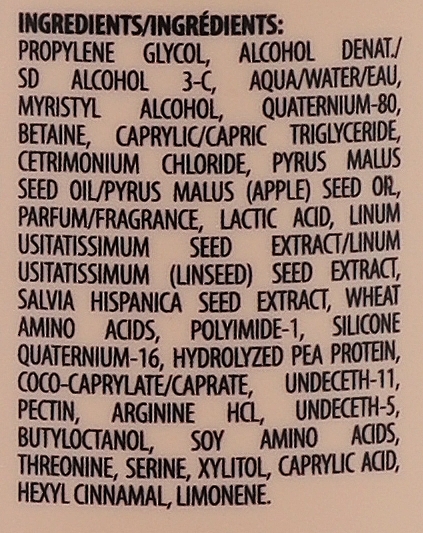 INGREDIENTS/INGRÉDIENTS:
PROPYLENE GLYCOL, ALCOHOL DENAT./
SD ALCOHOL 3-C, AQUA/WATER/EAU,
MYRISTYL ALCOHOL, QUATERNIUM-80,
BETAINE, CAPRYLIC/CAPRIC TRIGLYCERIDE,
CETRIMONIUM CHLORIDE, PYRUS MALUS
SEED OIL/PYRUS MALUS (APPLE) SEED OIL,
PARFUM/FRAGRANCE, LACTIC ACID, LINUM
USITATISSIMUM SEED EXTRACT/LINUM
USITATISSIMUM (LINSEED) SEED EXTRACT,
SALVIA HISPANICA SEED EXTRACT, WHEAT
AMINO ACIDS, POLYIMIDE-1, SILICONE
QUATERNIUM-16, HYDROLYZED PEA PROTEIN,
COCO-CAPRYLATE/CAPRATE, UNDECETH-11,
PECTIN, ARGININE HCL, UNDECETH-5,
BUTYLOCTANOL, SOY AMINO ACIDS,
THREONINE, SERINE, XYLITOL, CAPRYLIC ACID,
HEXYL CINNAMAL, LIMONENE.